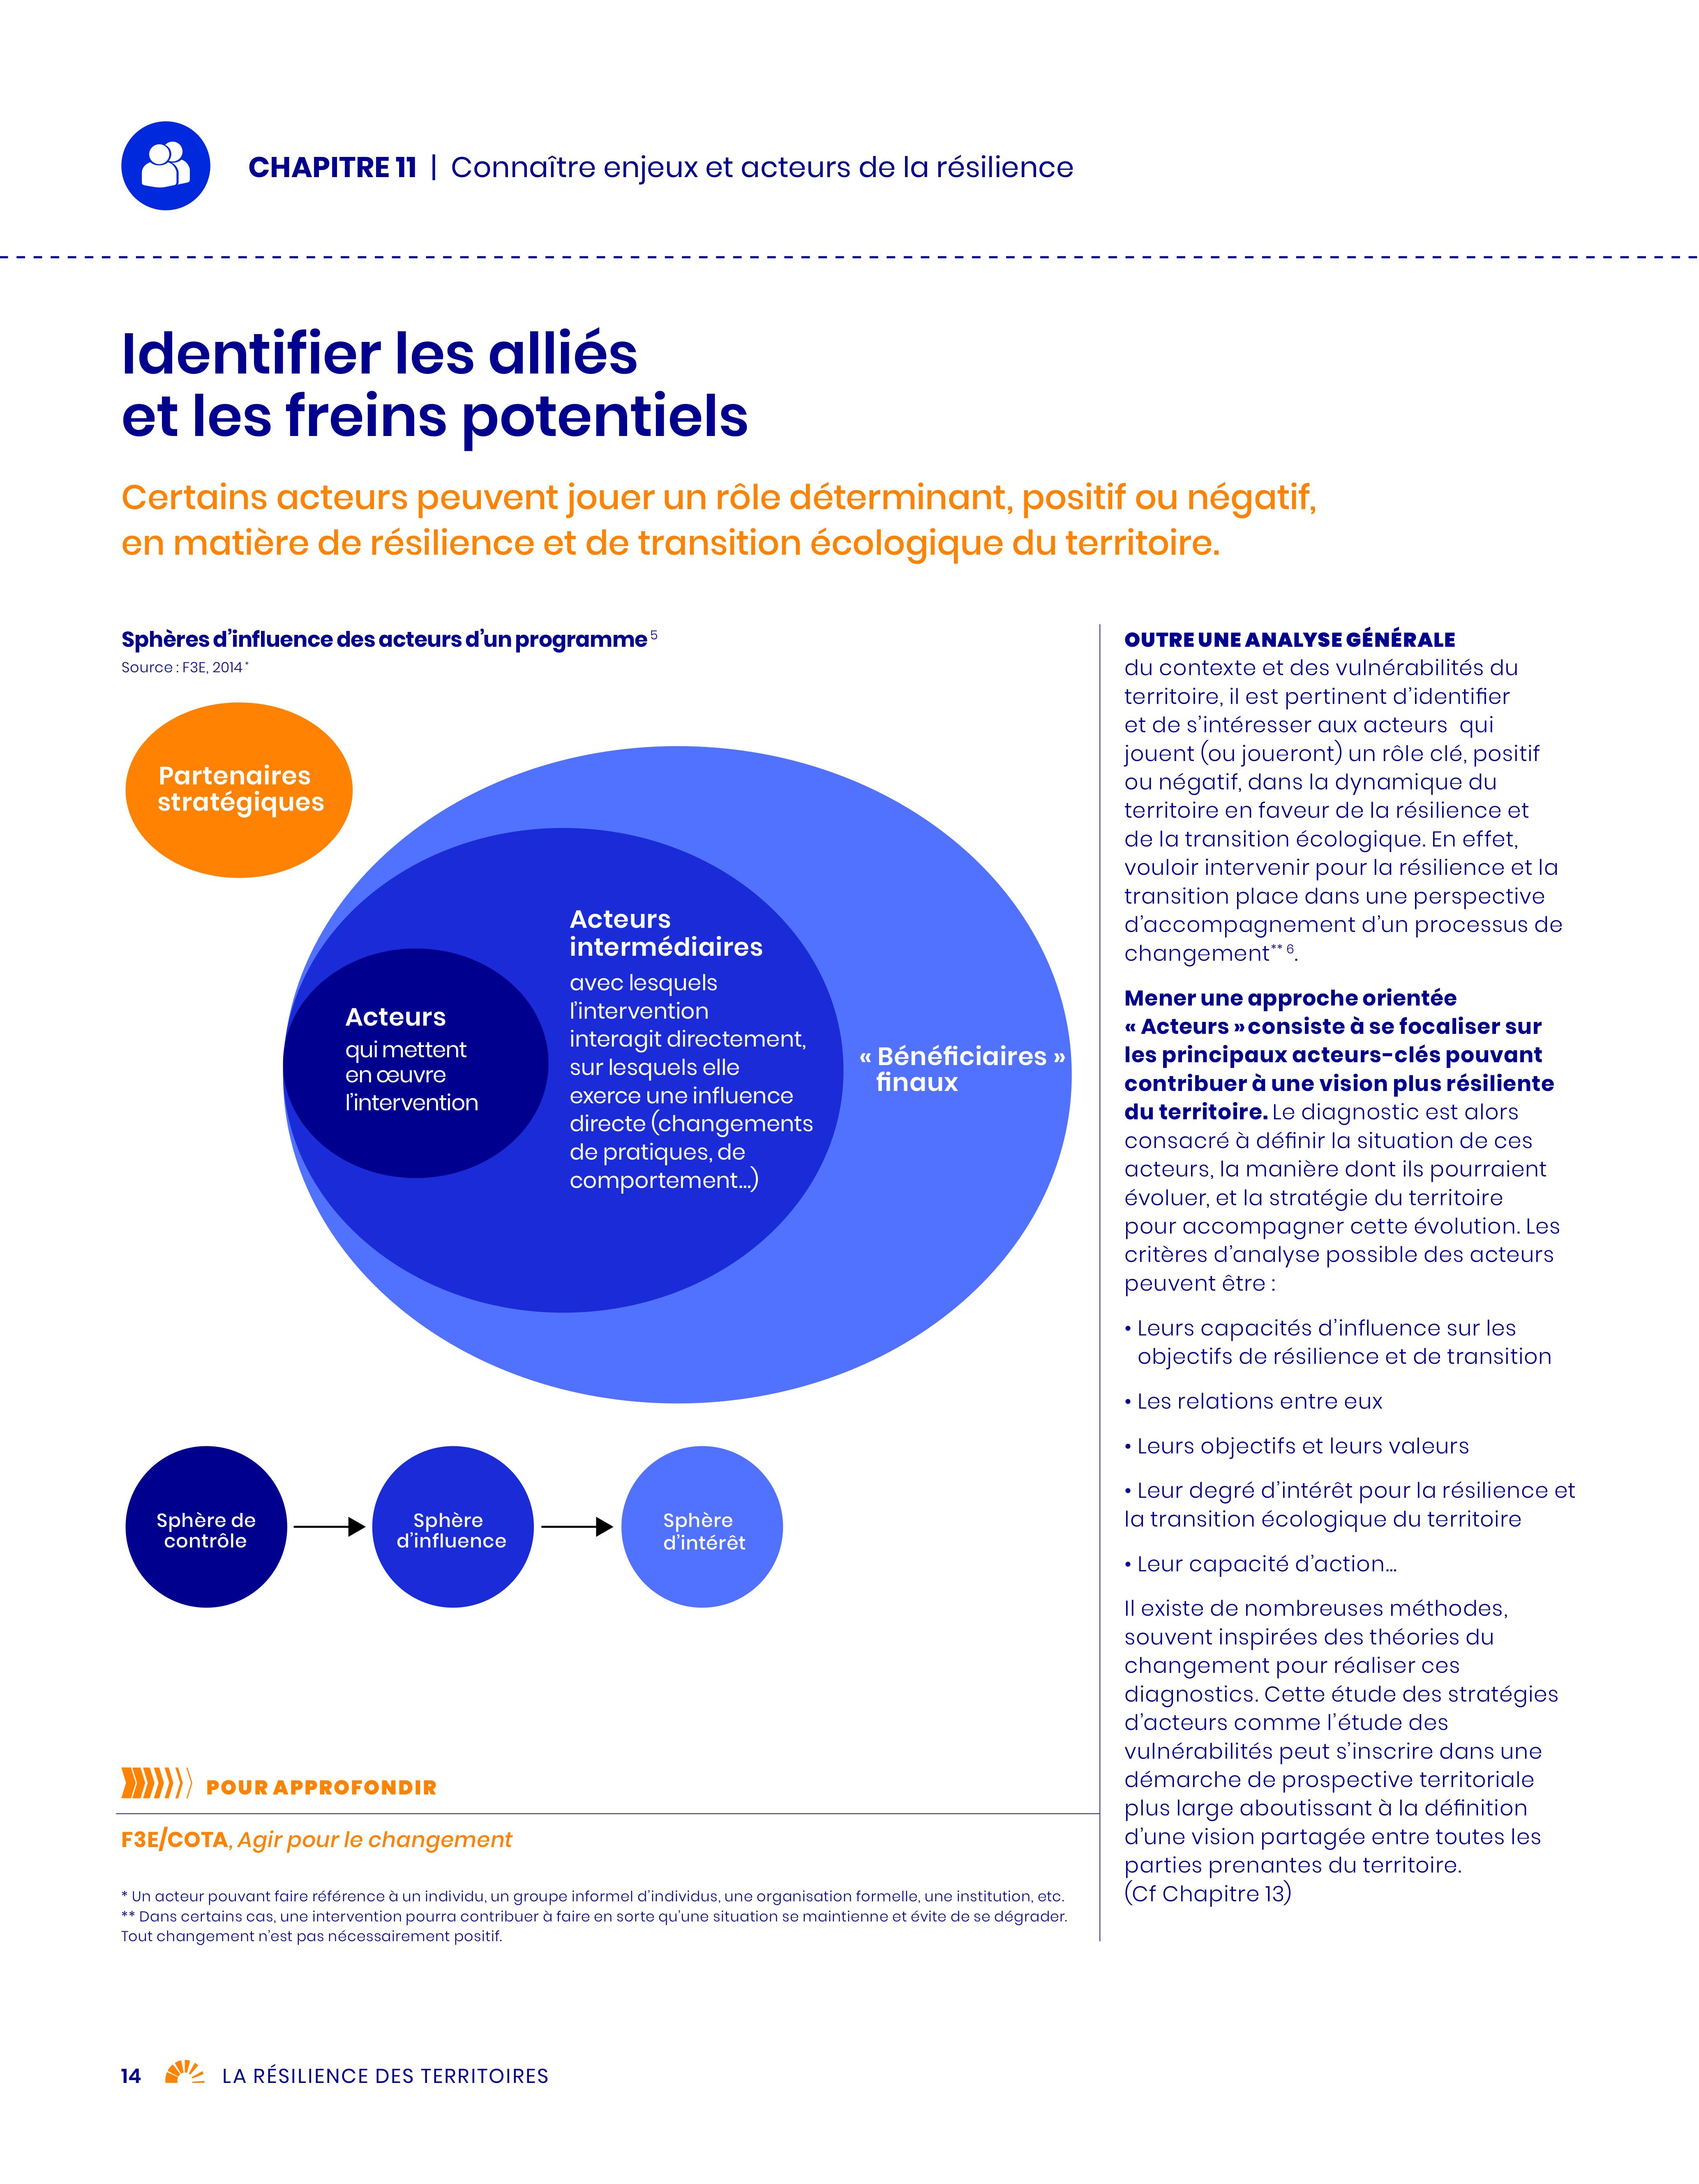 CHAPITRE 11 | Connaître enjeux et acteurs de la résilience
Identifier les alliés
et les freins potentiels
Certains acteurs peuvent jouer un rôle déterminant, positif ou négatif,
en matière de résilience et de transition écologique du territoire.
Sphères d’influence des acteurs d’un programme 5
Source : F3E, 2014 *
Partenaires
stratégiques
Acteurs
qui mettent
en œuvre
l’intervention
Acteurs
intermédiaires
avec lesquels
l’intervention
interagit directement,
sur lesquels elle
exerce une influence
directe (changements
de pratiques, de
comportement...)
« Bénéficiaires »
finaux
Sphère de
contrôle
Sphère
d’influence
Sphère
d’intérêt
POUR APPROFONDIR
F3E/COTA, Agir pour le changement
* Un acteur pouvant faire référence à un individu, un groupe informel d’individus, une organisation formelle, une institution, etc.
** Dans certains cas, une intervention pourra contribuer à faire en sorte qu’une situation se maintienne et évite de se dégrader.
Tout changement n’est pas nécessairement positif.
OUTRE UNE ANALYSE GÉNÉRALE
du contexte et des vulnérabilités du
territoire, il est pertinent d’identifier
et de s’intéresser aux acteurs qui
jouent (ou joueront) un rôle clé, positif
ou négatif, dans la dynamique du
territoire en faveur de la résilience et
de la transition écologique. En effet,
vouloir intervenir pour la résilience et la
transition place dans une perspective
d’accompagnement d’un processus de
changement** 6.
Mener une approche orientée
« Acteurs » consiste à se focaliser sur
les principaux acteurs-clés pouvant
contribuer à une vision plus résiliente
du territoire. Le diagnostic est alors
consacré à définir la situation de ces
acteurs, la manière dont ils pourraient
évoluer, et la stratégie du territoire
pour accompagner cette évolution. Les
critères d’analyse possible des acteurs
peuvent être :
• Leurs capacités d’influence sur les
objectifs de résilience et de transition
• Les relations entre eux
• Leurs objectifs et leurs valeurs
• Leur degré d’intérêt pour la résilience et
la transition écologique du territoire
• Leur capacité d’action...
Il existe de nombreuses méthodes,
souvent inspirées des théories du
changement pour réaliser ces
diagnostics. Cette étude des stratégies
d’acteurs comme l’étude des
vulnérabilités peut s’inscrire dans une
démarche de prospective territoriale
plus large aboutissant à la définition
d’une vision partagée entre toutes les
parties prenantes du territoire.
(Cf Chapitre 13)
14 LA RÉSILIENCE DES TERRITOIRES